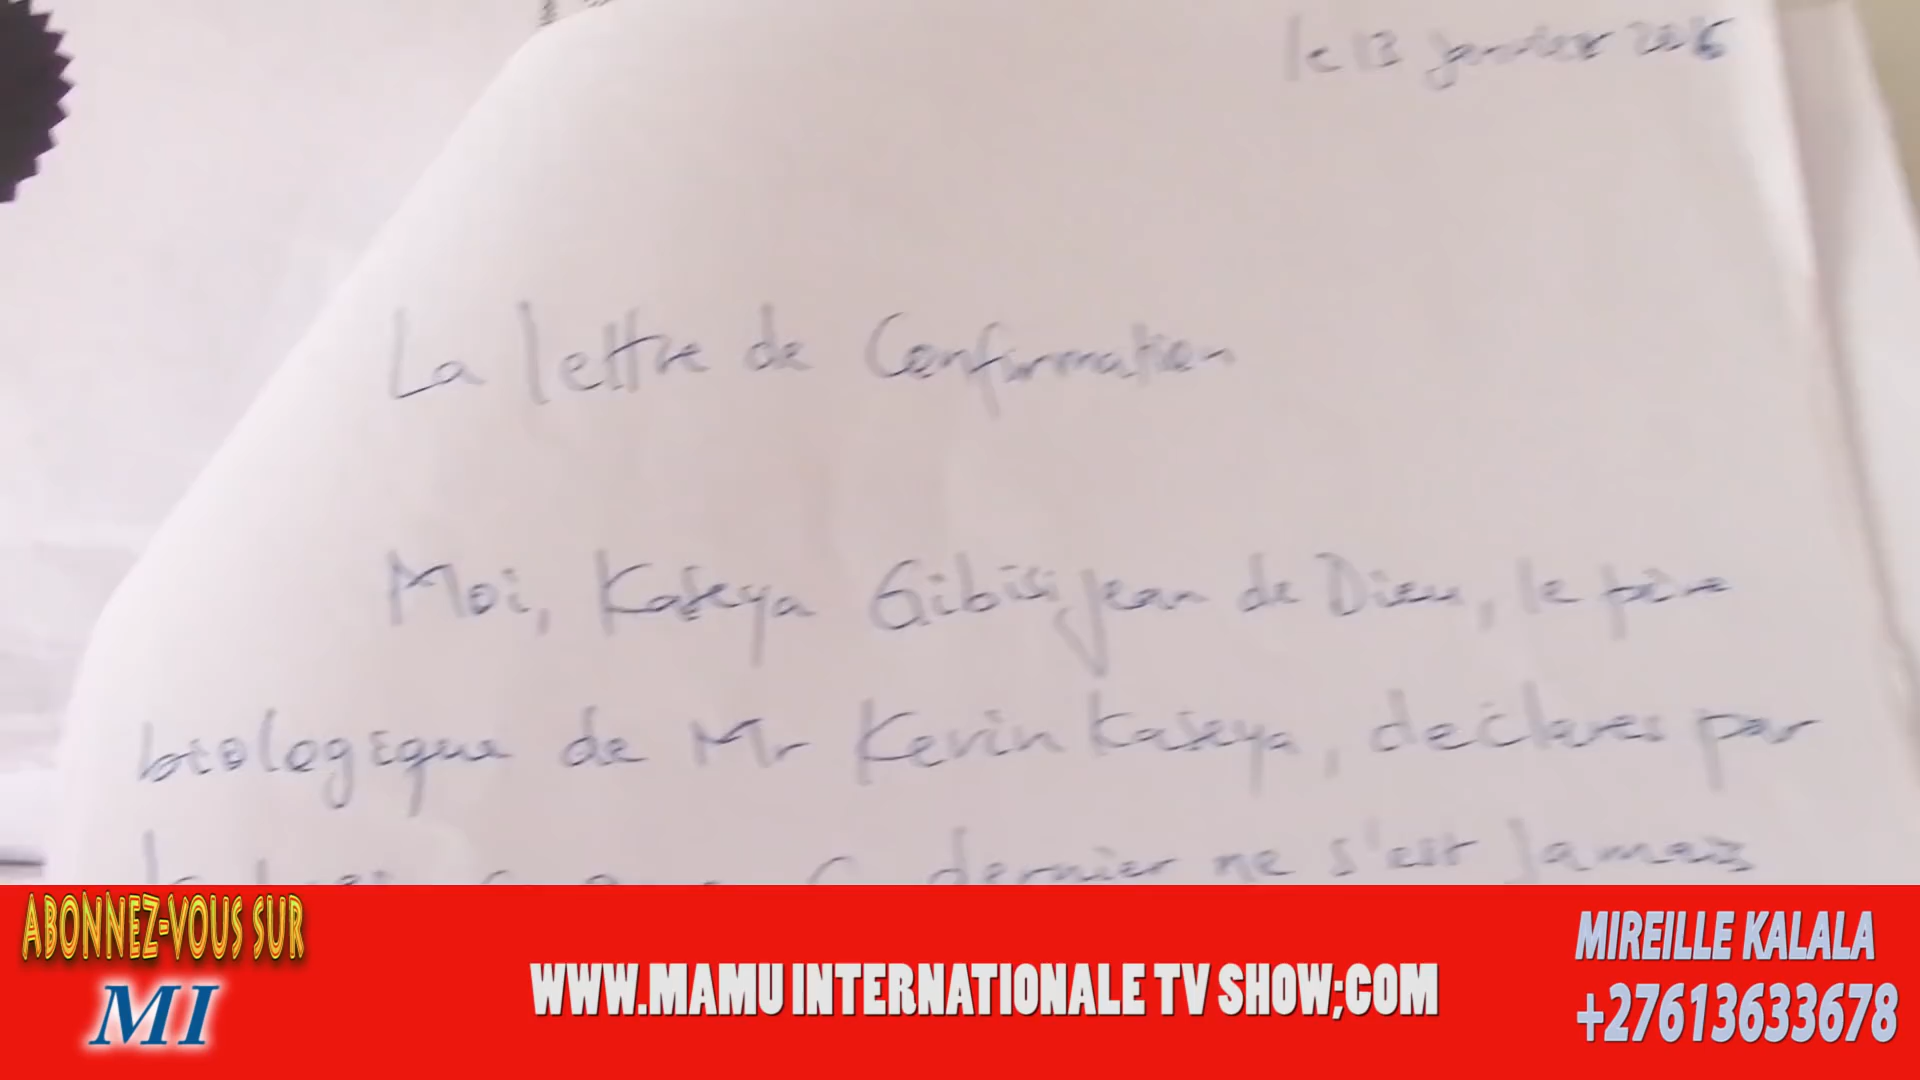 le 13 janvier 2016
La lettre de Confirmation
Moi, Kaseya Gibisi Jean de Dieu, le père
biologique de Mr Kevin Kaseya, declares par
dernier ne s'est Jamais
ABONNEZ-VOUS SUR
MI
WWW.MAMU INTERNATIONALE TV SHOW;COM
MIREILLE KALALA
+27613633678